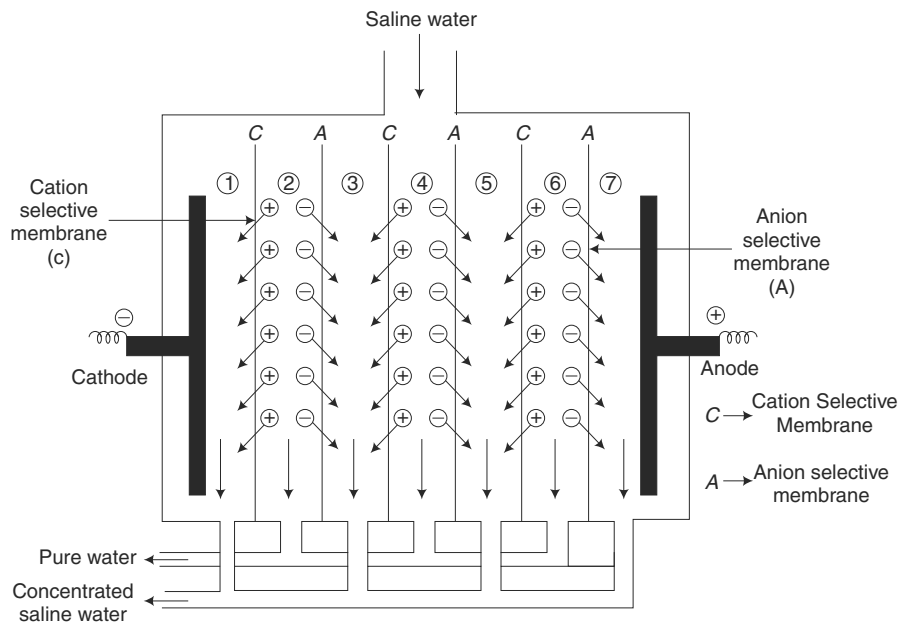 Saline water
C A C A C A
① ② ③ ④ ⑤ ⑥ ⑦
Cation
selective
membrane
(c)
Anion
selective
membrane
(A)
⊕ ⊖ ⊕ ⊖ ⊕ ⊖
⊕ ⊖ ⊕ ⊖ ⊕ ⊖
⊕ ⊖ ⊕ ⊖ ⊕ ⊖
⊕ ⊖ ⊕ ⊖ ⊕ ⊖
⊕ ⊖ ⊕ ⊖ ⊕ ⊖
⊕ ⊖ ⊕ ⊖ ⊕ ⊖
⊖
Cathode
⊕
Anode
C → Cation Selective
Membrane
A → Anion selective
membrane
Pure water
Concentrated
saline water